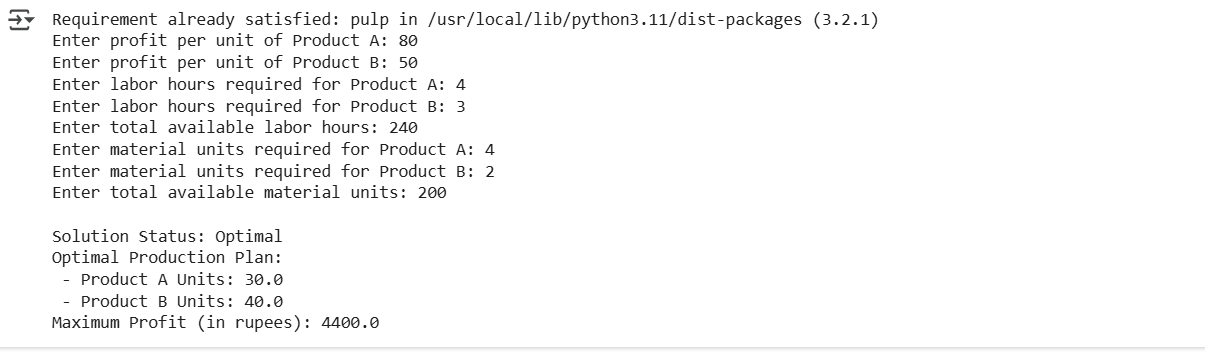 Requirement already satisfied: pulp in /usr/local/lib/python3.11/dist-packages (3.2.1)
Enter profit per unit of Product A: 80
Enter profit per unit of Product B: 50
Enter labor hours required for Product A: 4
Enter labor hours required for Product B: 3
Enter total available labor hours: 240
Enter material units required for Product A: 4
Enter material units required for Product B: 2
Enter total available material units: 200

Solution Status: Optimal
Optimal Production Plan:
 - Product A Units: 30.0
 - Product B Units: 40.0
Maximum Profit (in rupees): 4400.0